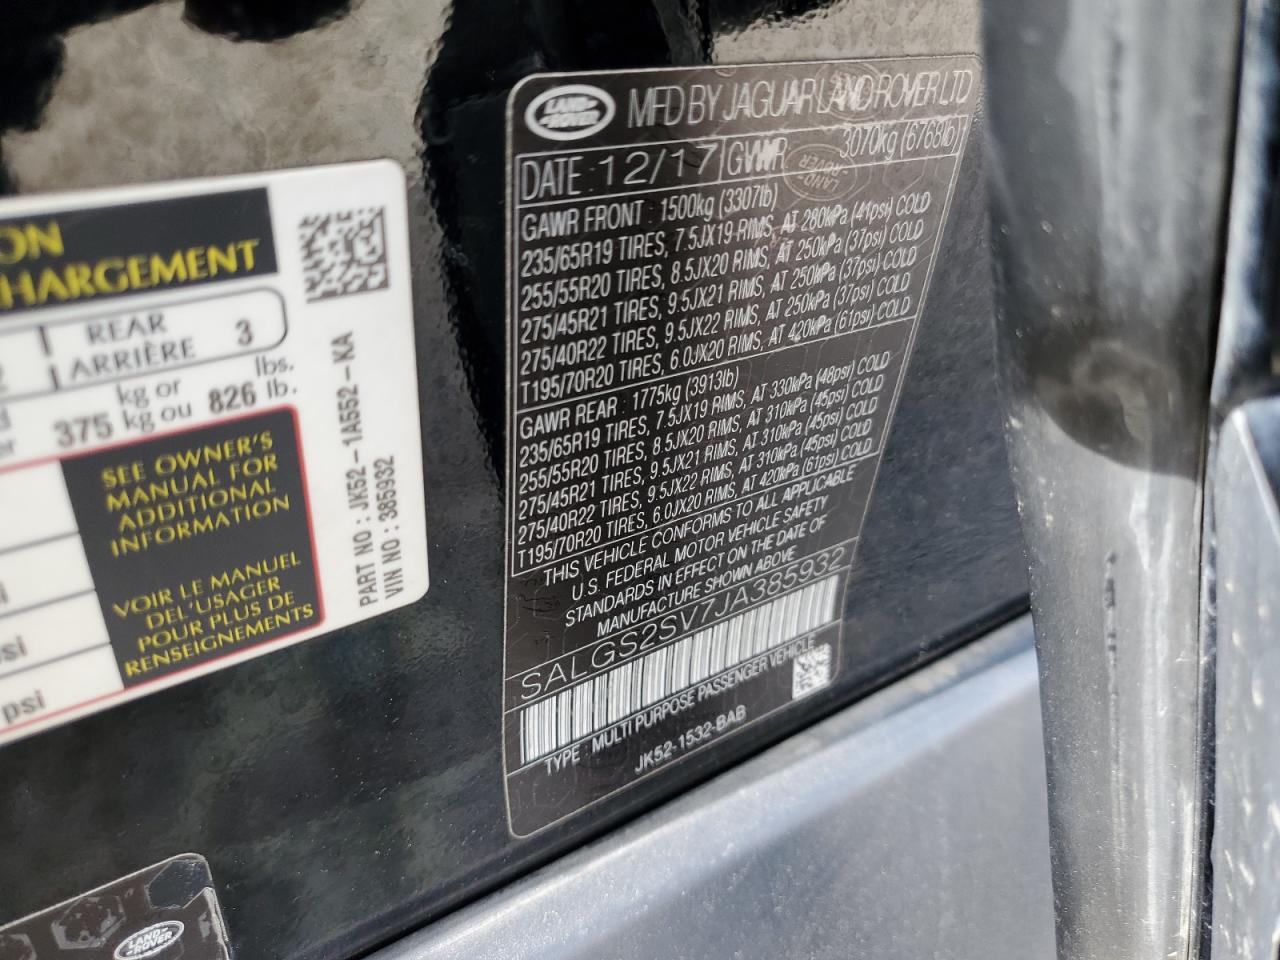 ON
HARGEMENT
REAR
ARRIÈRE 3
375 kg or
kg ou 826 lbs.
lb.
SEE OWNER'S
MANUAL FOR
ADDITIONAL
INFORMATION
VOIR LE MANUEL
DEL'USAGER
POUR PLUS DE
RENSEIGNEMENTS
psi
PART NO : JK52-1A552-KA
VIN NO : 385932
LAND ROVER
MFD BY JAGUAR LAND ROVER LTD
DATE : 12/17 GVWR 3070kg (6768lb)
GAWR FRONT : 1500kg (3307lb)
235/65R19 TIRES, 7.5JX19 RIMS, AT 280kPa (41psi) COLD
255/55R20 TIRES, 8.5JX20 RIMS, AT 250kPa (37psi) COLD
275/45R21 TIRES, 9.5JX21 RIMS, AT 250kPa (37psi) COLD
275/40R22 TIRES, 9.5JX22 RIMS, AT 250kPa (37psi) COLD
T195/70R20 TIRES, 6.0JX20 RIMS, AT 420kPa (61psi) COLD
GAWR REAR : 1775kg (3913lb)
235/65R19 TIRES, 7.5JX19 RIMS, AT 330kPa (48psi) COLD
255/55R20 TIRES, 8.5JX20 RIMS, AT 310kPa (45psi) COLD
275/45R21 TIRES, 9.5JX21 RIMS, AT 310kPa (45psi) COLD
275/40R22 TIRES, 9.5JX22 RIMS, AT 310kPa (45psi) COLD
T195/70R20 TIRES, 6.0JX20 RIMS, AT 420kPa (61psi) COLD
THIS VEHICLE CONFORMS TO ALL APPLICABLE
U.S. FEDERAL MOTOR VEHICLE SAFETY
STANDARDS IN EFFECT ON THE DATE OF
MANUFACTURE SHOWN ABOVE
SALGS2SV7JA385932
TYPE : MULTI PURPOSE PASSENGER VEHICLE
JK52-1532-BAB
LAND ROVER